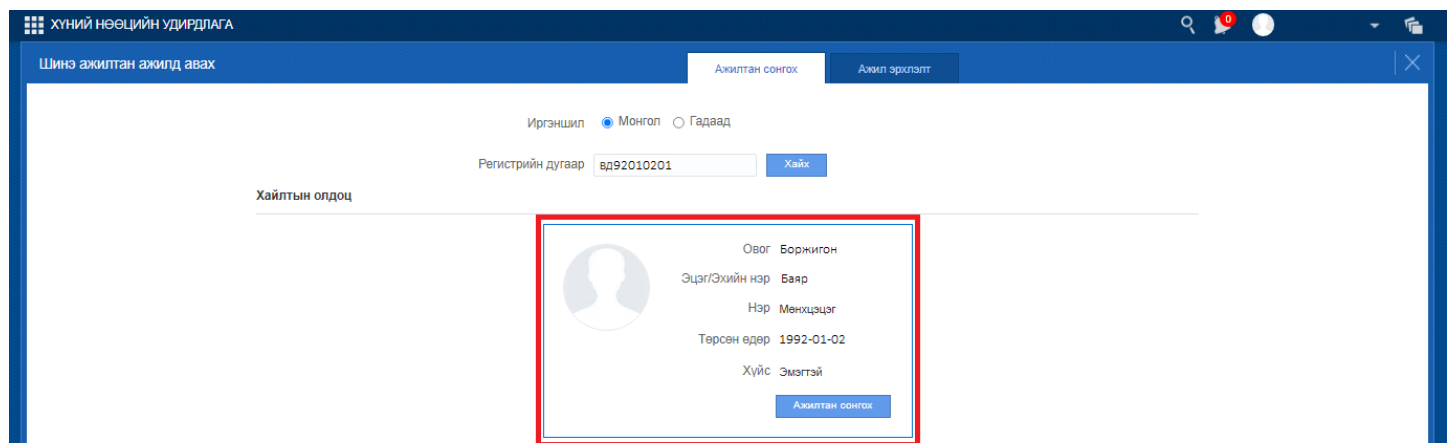 ХҮНИЙ НӨӨЦИЙН УДИРДЛАГА
0
Шинэ ажилтан ажилд авах
Ажилтан сонгох
Ажил эрхлэлт
Иргэншил Монгол Гадаад
Регистрийн дугаар вд92010201 Хайх
Хайлтын олдоц
Овог Боржигон
Эцэг/Эхийн нэр Баяр
Нэр Мөнхцэцэг
Төрсөн өдөр 1992-01-02
Хүйс Эмэгтэй
Ажилтан сонгох